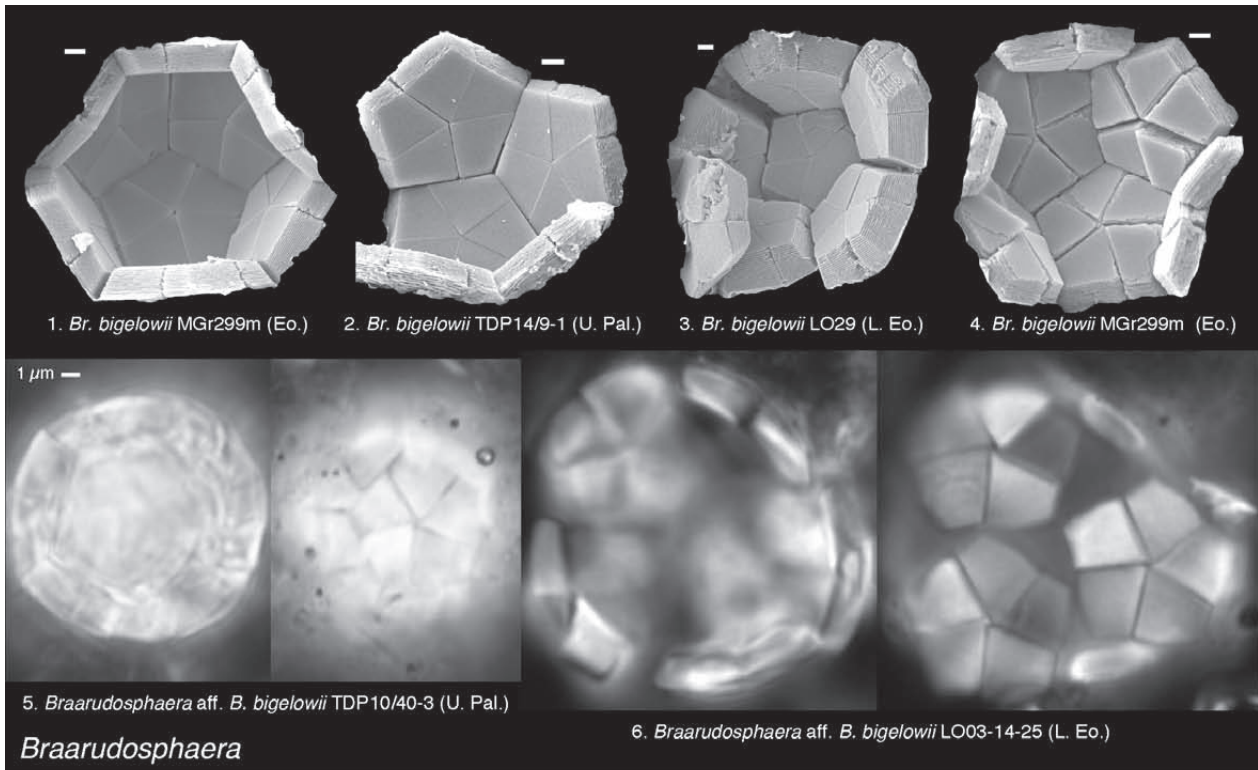 1. Br. bigelowii MGr299m (Eo.)
2. Br. bigelowii TDP14/9-1 (U. Pal.)
3. Br. bigelowii LO29 (L. Eo.)
4. Br. bigelowii MGr299m (Eo.)
1 µm
5. Braarudosphaera aff. B. bigelowii TDP10/40-3 (U. Pal.)
6. Braarudosphaera aff. B. bigelowii LO03-14-25 (L. Eo.)
Braarudosphaera